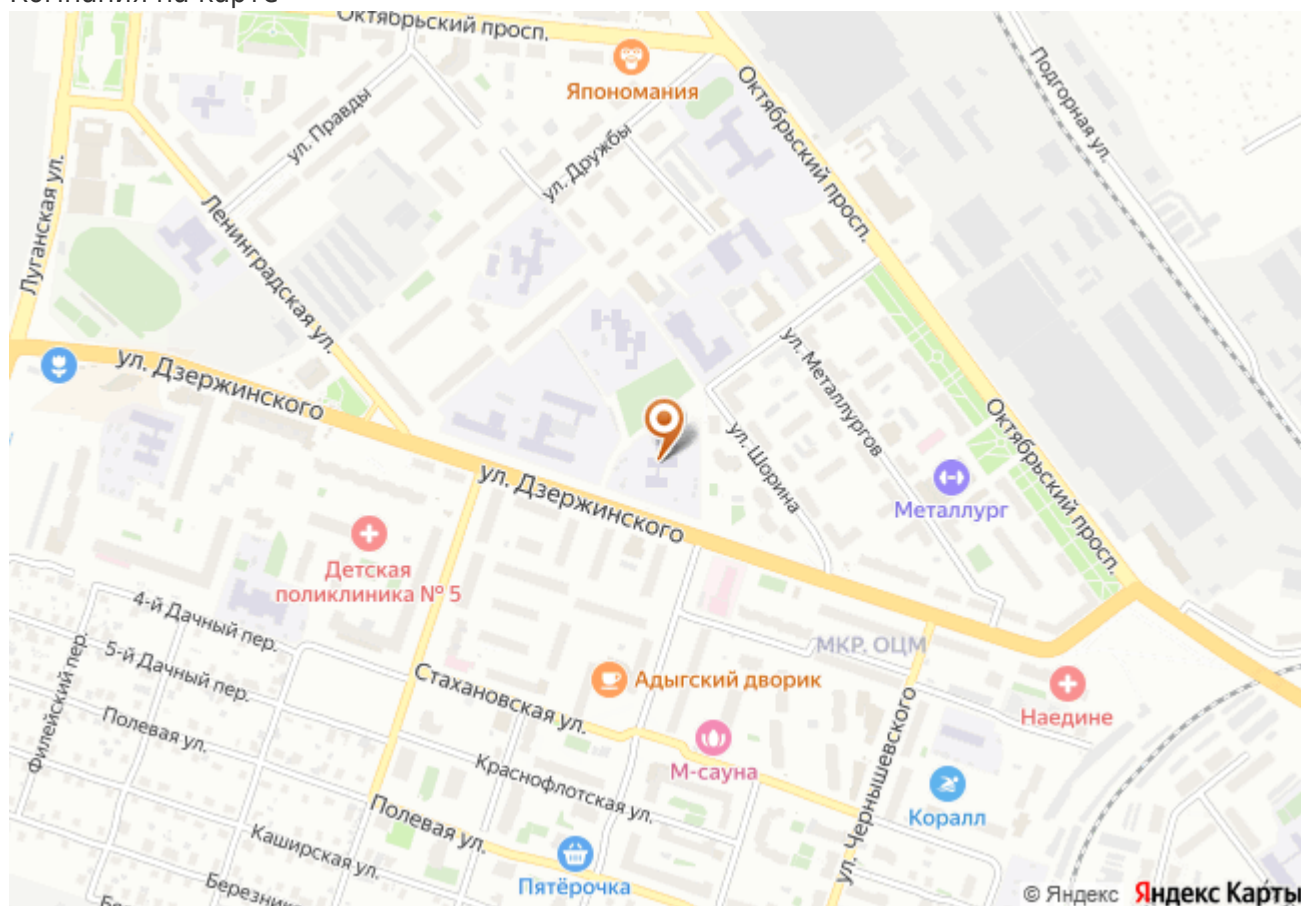 Компания на карте
Октябрьский просп.
Япономания
Подгорная ул.
ул. Правды
ул. Дружбы
Октябрьский просп.
Луганская ул.
Ленинградская ул.
ул. Дзержинского
ул. Металлургов
Октябрьский просп.
ул. Шорина
ул. Дзержинского
Металлург
Детская
поликлиника № 5
4-й Дачный пер.
5-й Дачный пер.
Филейский пер.
МКР. ОЦМ
Стахановская ул.
Адыгский дворик
Наедине
Полевая ул.
М-сауна
ул. Чернышевского
Краснофлотская ул.
Коралл
Полевая ул.
Каширская ул.
Пятёрочка
© Яндекс Яндекс Карты